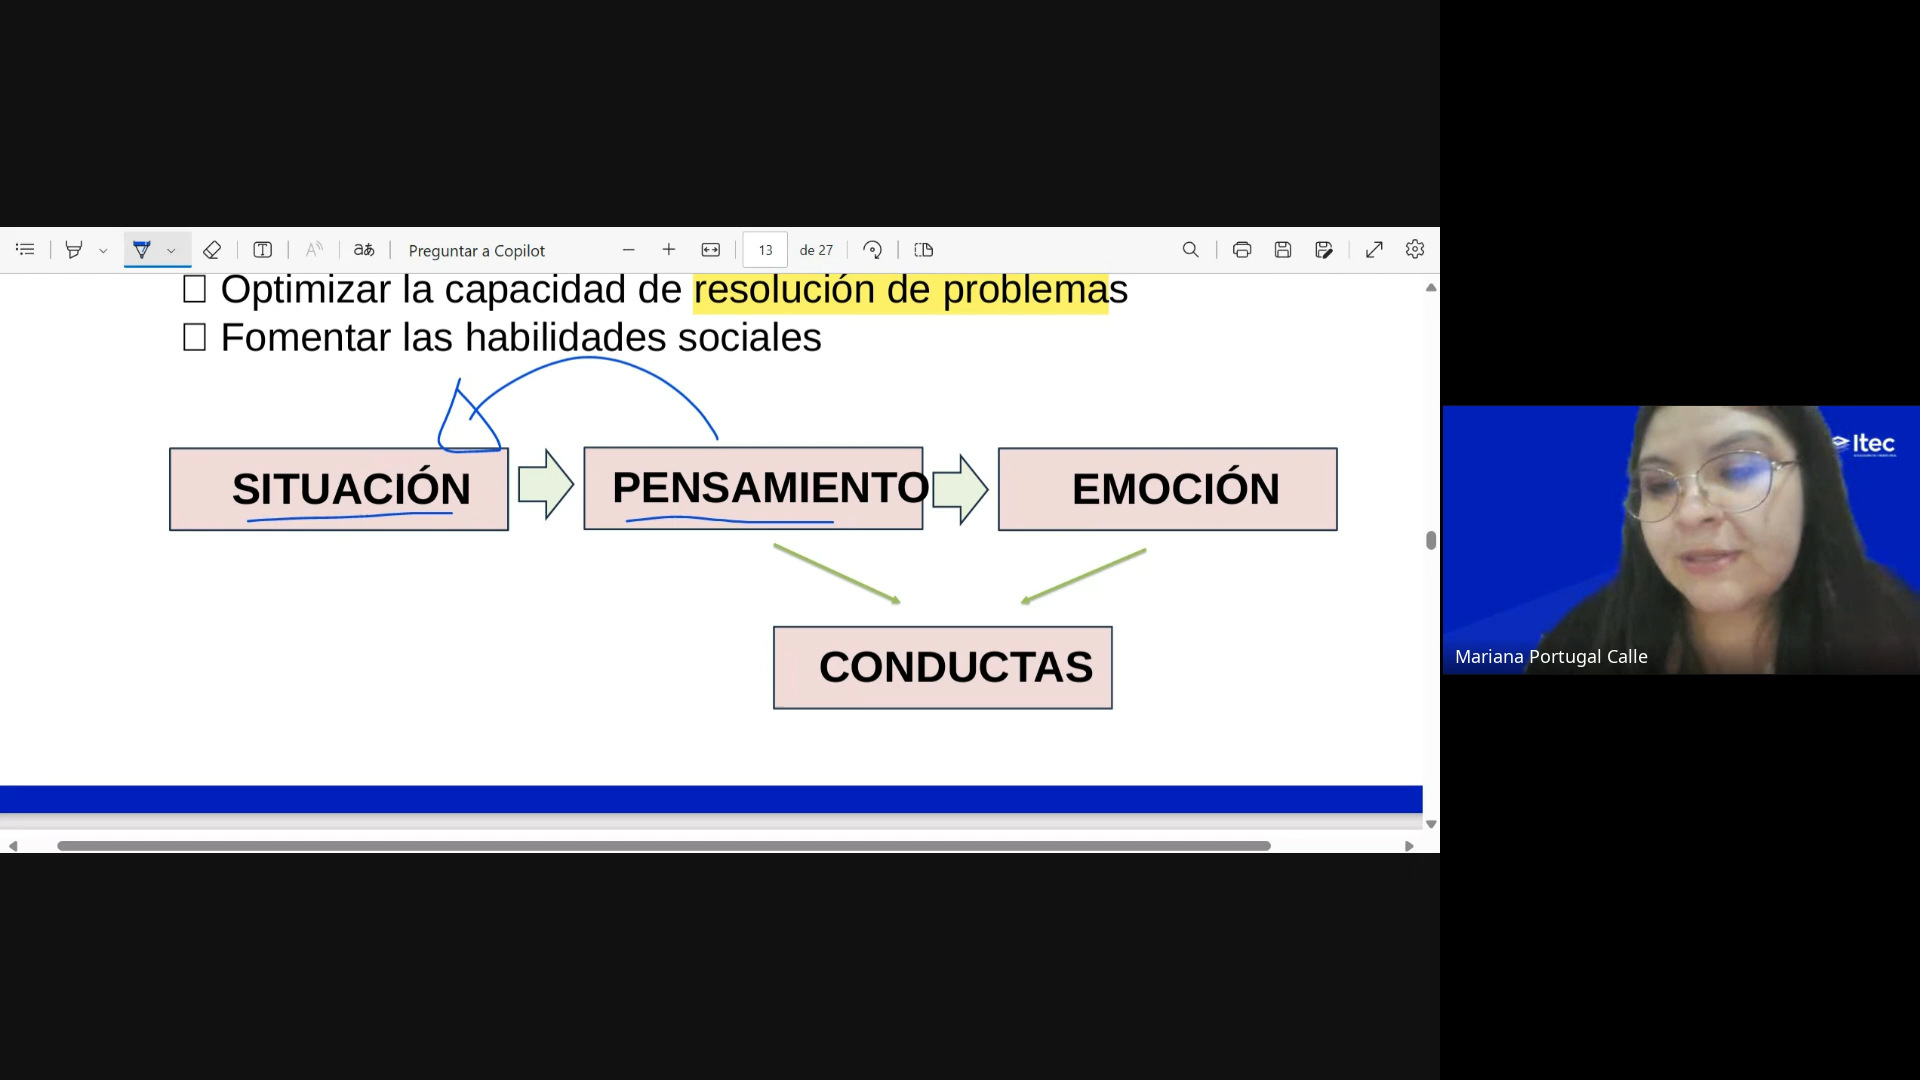 Preguntar a Copilot
13 de 27
Optimizar la capacidad de resolución de problemas
Fomentar las habilidades sociales
SITUACIÓN
PENSAMIENTO
EMOCIÓN
CONDUCTAS
Itec
Mariana Portugal Calle